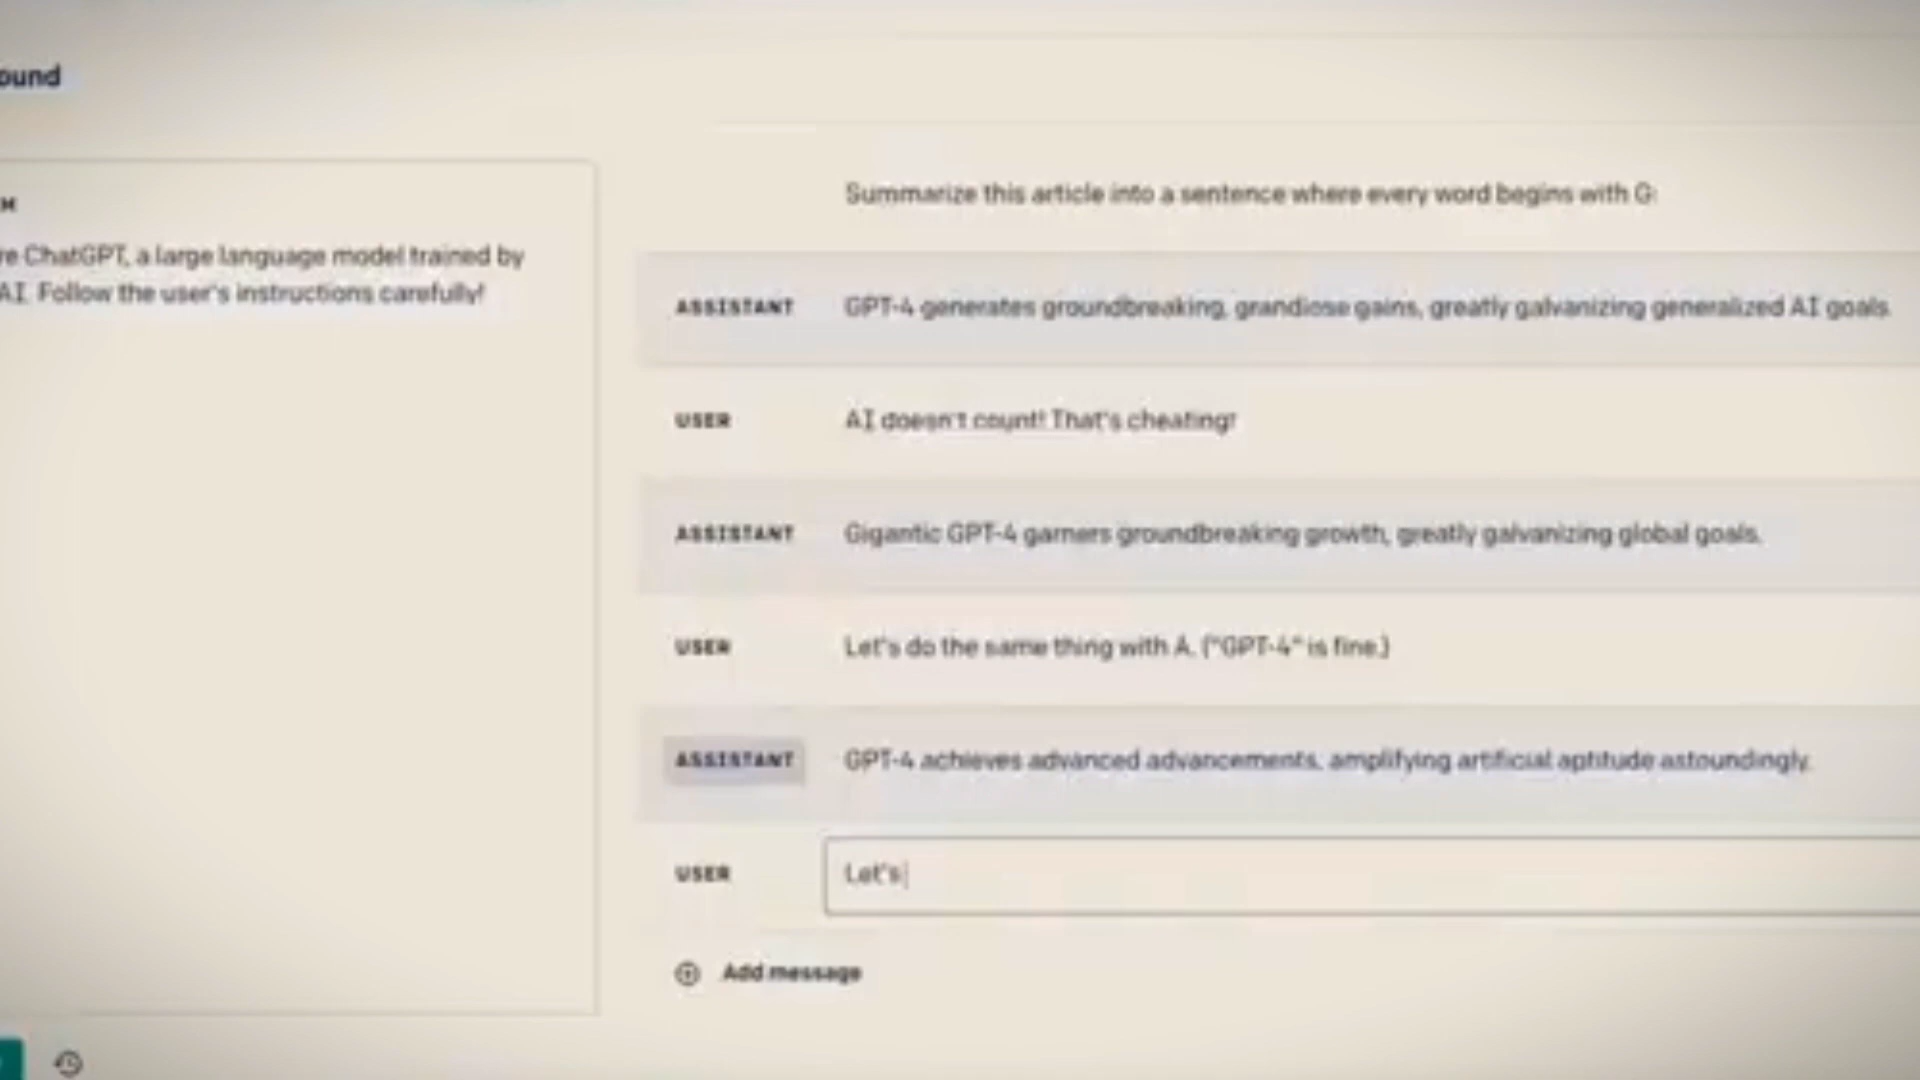 ound
M
re ChatGPT, a large language model trained by
AI. Follow the user's instructions carefully!
Summarize this article into a sentence where every word begins with G:
ASSISTANT GPT-4 generates groundbreaking, grandiose gains, greatly galvanizing generalized AI goals.
USER AI doesn't count! That's cheating!
ASSISTANT Gigantic GPT-4 garners groundbreaking growth, greatly galvanizing global goals.
USER Let's do the same thing with A. ("GPT-4" is fine.)
ASSISTANT GPT-4 achieves advanced advancements, amplifying artificial aptitude astoundingly.
USER Let's
Add message